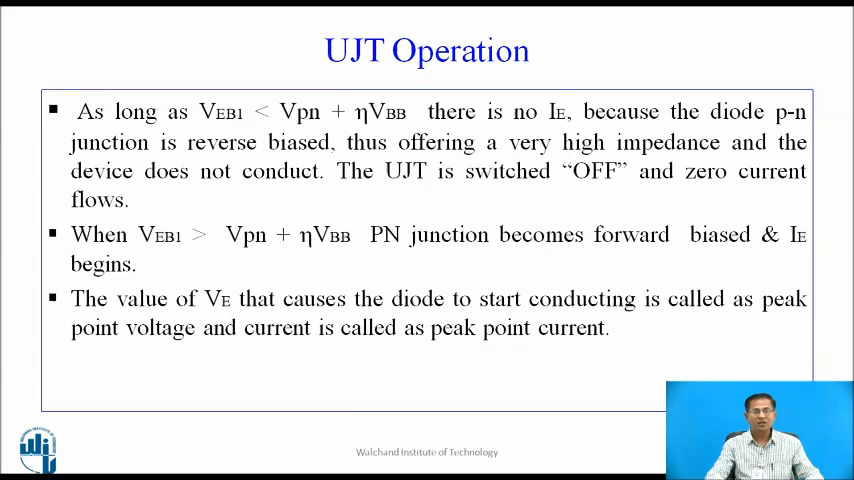 UJT Operation
▪ As long as VEB1 < Vpn + ηVBB there is no IE, because the diode p-n
junction is reverse biased, thus offering a very high impedance and the
device does not conduct. The UJT is switched “OFF” and zero current
flows.
▪ When VEB1 > Vpn + ηVBB PN junction becomes forward biased & IE
begins.
▪ The value of VE that causes the diode to start conducting is called as peak
point voltage and current is called as peak point current.
Walchand Institute of Technology